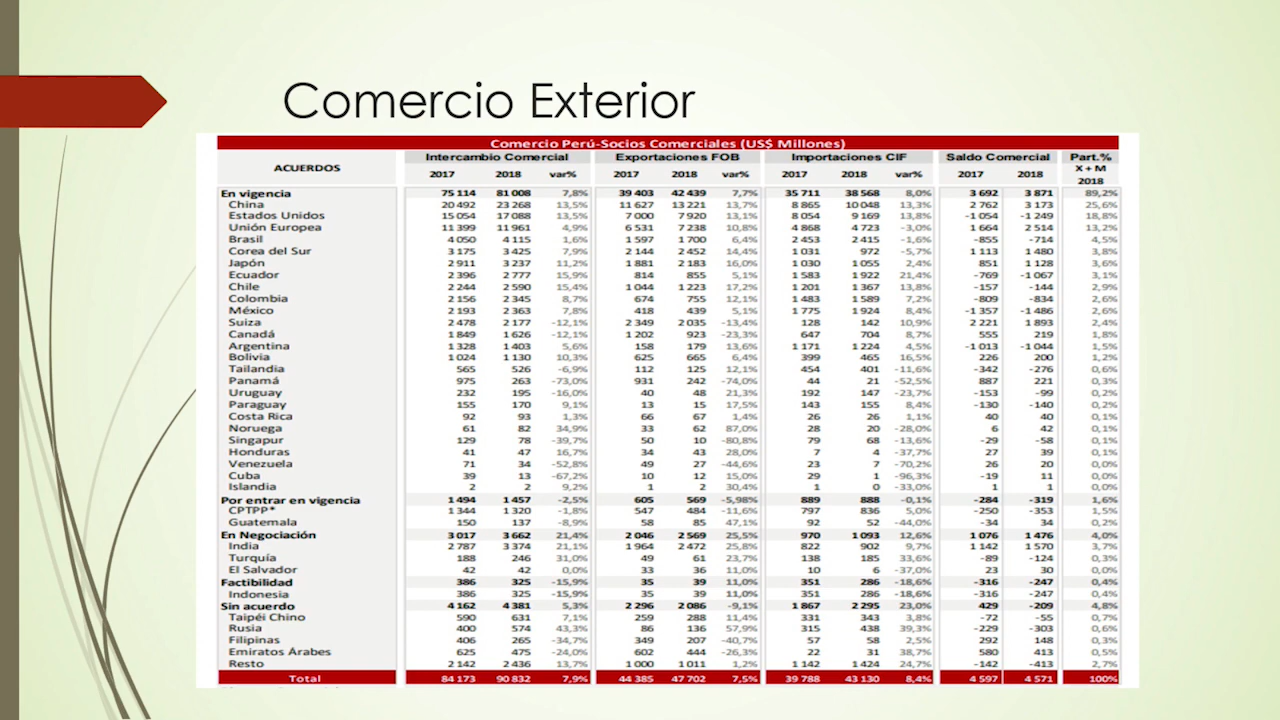 Comercio Exterior
Comercio Perú-Socios Comerciales (US$ Millones)
ACUERDOS Intercambio Comercial Exportaciones FOB Importaciones CIF Saldo Comercial Part.%
2017 2018 var% 2017 2018 var% 2017 2018 var% 2017 2018 X + M
2018
En vigencia 75 114 81 008 7,8% 39 403 42 439 7,7% 35 711 38 568 8,0% 3 692 3 871 89,2%
China 20 492 23 268 13,5% 11 627 13 221 13,7% 8 865 10 048 13,3% 2 762 3 173 25,6%
Estados Unidos 15 054 17 088 13,5% 7 000 7 920 13,1% 8 054 9 169 13,8% -1 054 -1 249 18,8%
Unión Europea 11 399 11 961 4,9% 6 531 7 238 10,8% 4 868 4 723 -3,0% 1 664 2 514 13,2%
Brasil 4 050 4 115 1,6% 1 597 1 700 6,4% 2 453 2 415 -1,6% -855 -714 4,5%
Corea del Sur 3 175 3 425 7,9% 2 144 2 452 14,4% 1 031 972 -5,7% 1 113 1 480 3,8%
Japón 2 911 3 237 11,2% 1 881 2 183 16,0% 1 030 1 055 2,4% 851 1 128 3,6%
Ecuador 2 396 2 777 15,9% 814 855 5,1% 1 583 1 922 21,4% -769 -1 067 3,1%
Chile 2 244 2 590 15,4% 1 044 1 223 17,2% 1 201 1 367 13,8% -157 -144 2,9%
Colombia 2 156 2 345 8,7% 674 755 12,1% 1 483 1 589 7,2% -809 -834 2,6%
México 2 193 2 363 7,8% 418 439 5,1% 1 775 1 924 8,4% -1 357 -1 486 2,6%
Suiza 2 478 2 177 -12,1% 2 349 2 035 -13,4% 128 142 10,9% 2 221 1 893 2,4%
Canadá 1 849 1 626 -12,1% 1 202 923 -23,3% 647 704 8,7% 555 219 1,8%
Argentina 1 328 1 403 5,6% 158 179 13,6% 1 171 1 224 4,5% -1 013 -1 044 1,5%
Bolivia 1 024 1 130 10,3% 625 665 6,4% 399 465 16,5% 226 200 1,2%
Tailandia 565 526 -6,9% 112 125 12,1% 454 401 -11,6% -342 -276 0,6%
Panamá 975 263 -73,0% 931 242 -74,0% 44 21 -52,5% 887 221 0,3%
Uruguay 232 195 -16,0% 40 48 21,3% 192 147 -23,7% -153 -99 0,2%
Paraguay 155 170 9,1% 13 15 17,5% 143 155 8,4% -130 -140 0,2%
Costa Rica 92 93 1,3% 66 67 1,4% 26 26 1,1% 40 40 0,1%
Noruega 61 82 34,9% 33 62 87,0% 28 20 -28,0% 6 42 0,1%
Singapur 129 78 -39,7% 50 10 -80,8% 79 68 -13,6% -29 -58 0,1%
Honduras 41 47 16,7% 34 43 28,0% 7 4 -37,7% 27 39 0,1%
Venezuela 71 34 -52,8% 49 27 -44,6% 23 7 -70,2% 26 20 0,0%
Cuba 39 13 -67,2% 10 12 15,0% 29 1 -96,3% -19 11 0,0%
Islandia 2 2 9,2% 1 2 30,4% 1 0 -33,0% 1 1 0,0%
Por entrar en vigencia 1 494 1 457 -2,5% 605 569 -5,98% 889 888 -0,1% -284 -319 1,6%
CPTPP* 1 344 1 320 -1,8% 547 484 -11,6% 797 836 5,0% -250 -353 1,5%
Guatemala 150 137 -8,9% 58 85 47,1% 92 52 -44,0% -34 34 0,2%
En Negociación 3 017 3 662 21,4% 2 046 2 569 25,5% 970 1 093 12,6% 1 076 1 476 4,0%
India 2 787 3 374 21,1% 1 964 2 472 25,8% 822 902 9,7% 1 142 1 570 3,7%
Turquía 188 246 31,0% 49 61 23,7% 138 185 33,6% -89 -124 0,3%
El Salvador 42 42 0,0% 33 36 11,0% 10 6 -37,0% 23 30 0,0%
Factibilidad 386 325 -15,9% 35 39 11,0% 351 286 -18,6% -316 -247 0,4%
Indonesia 386 325 -15,9% 35 39 11,0% 351 286 -18,6% -316 -247 0,4%
Sin acuerdo 4 162 4 381 5,3% 2 296 2 086 -9,1% 1 867 2 295 23,0% 429 -209 4,8%
Taipéi Chino 590 631 7,1% 259 288 11,4% 331 343 3,8% -72 -55 0,7%
Rusia 400 574 43,3% 86 136 57,9% 315 438 39,3% -229 -303 0,6%
Filipinas 406 265 -34,7% 349 207 -40,7% 57 58 2,5% 292 148 0,3%
Emiratos Árabes 625 475 -24,0% 602 444 -26,3% 22 31 38,7% 580 413 0,5%
Resto 2 142 2 436 13,7% 1 000 1 011 1,2% 1 142 1 424 24,7% -142 -413 2,7%
Total 84 173 90 832 7,9% 44 385 47 702 7,5% 39 788 43 130 8,4% 4 597 4 571 100%